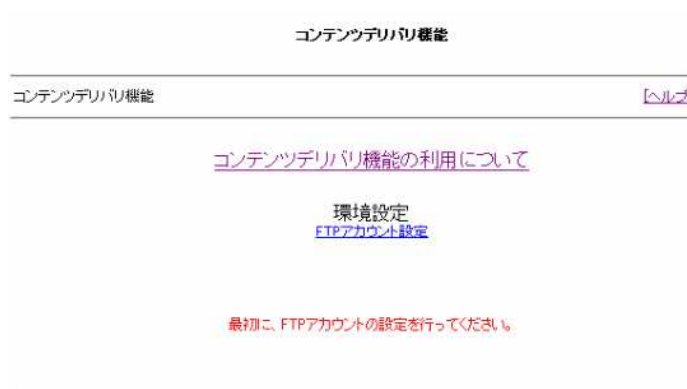 コンテンツデリバリ機能
コンテンツデリバリ機能 [ヘルプ
コンテンツデリバリ機能の利用について
環境設定
FTPアカウント設定
最初に、FTPアカウントの設定を行ってください。